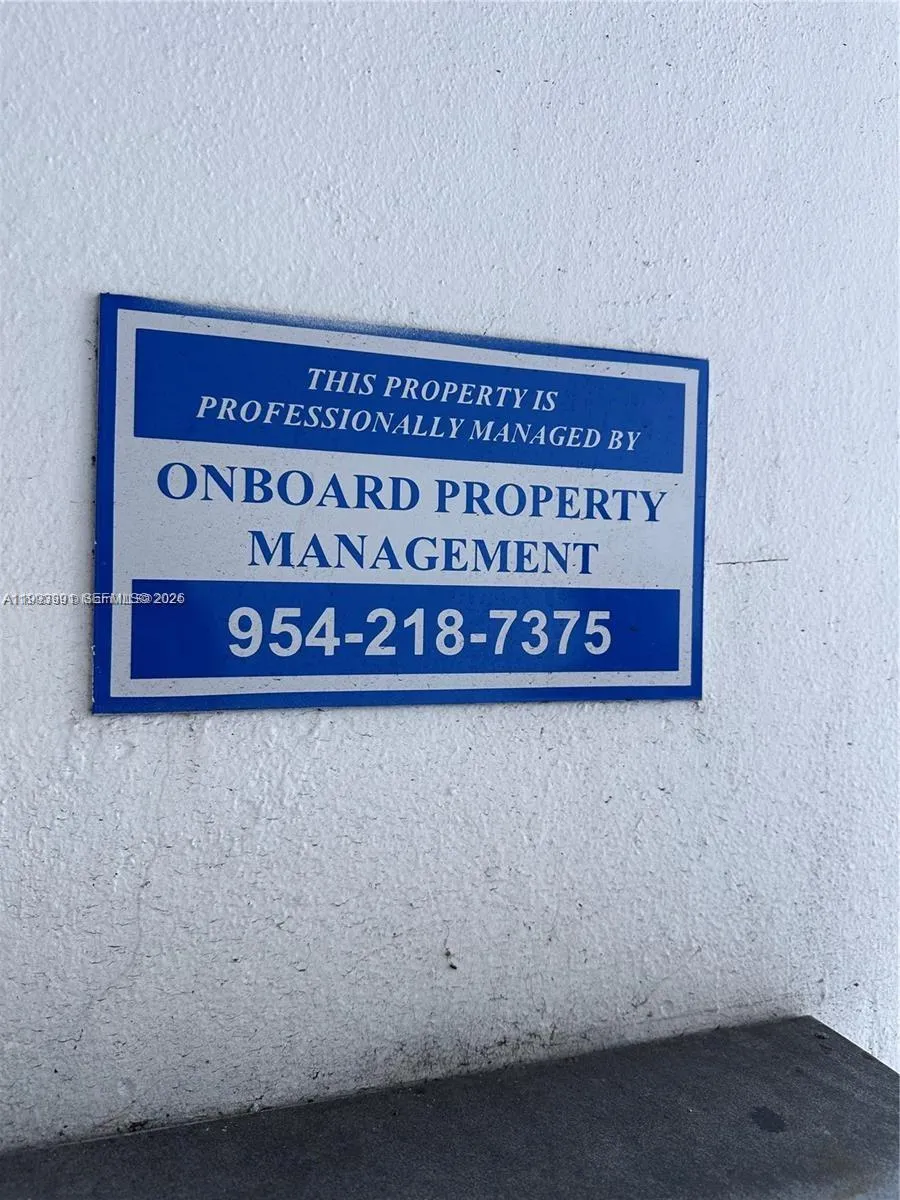 THIS PROPERTY IS
PROFESSIONALLY MANAGED BY
ONBOARD PROPERTY
MANAGEMENT
954-218-7375